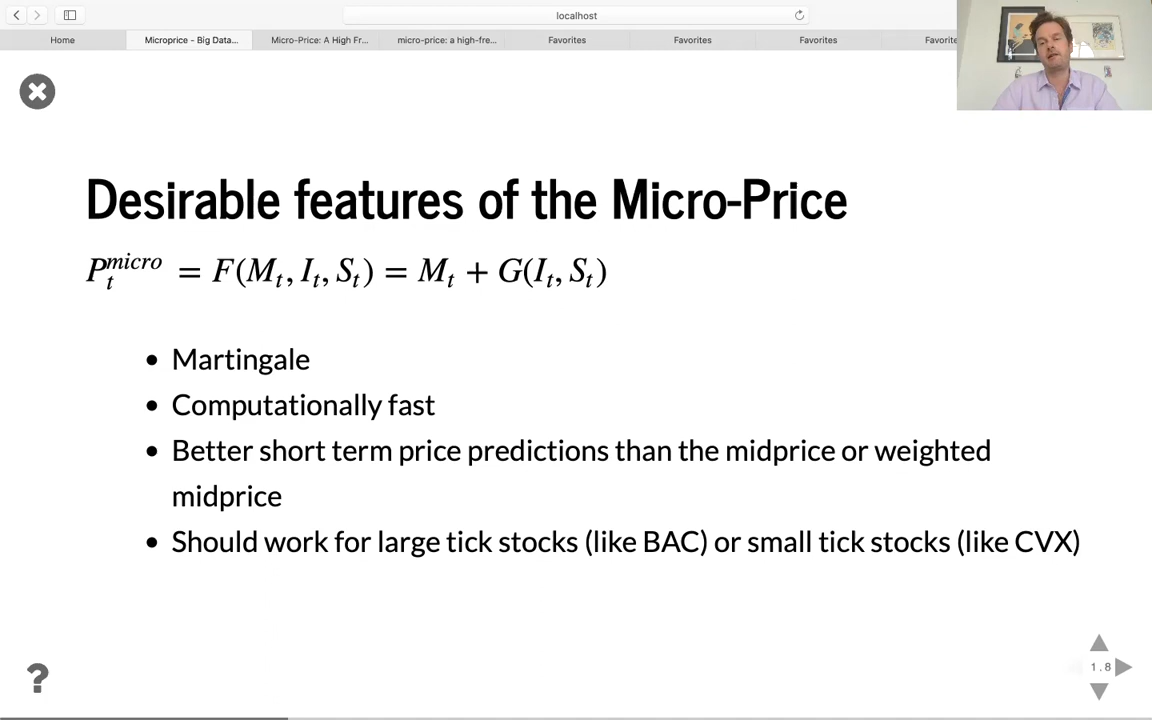 localhost
Home
Microprice - Big Data...
Micro-Price: A High Fr...
micro-price: a high-fre...
Favorites
Favorites
Favorites
Favorite
Desirable features of the Micro-Price
P_t^{micro} = F(M_t, I_t, S_t) = M_t + G(I_t, S_t)
• Martingale
• Computationally fast
• Better short term price predictions than the midprice or weighted
midprice
• Should work for large tick stocks (like BAC) or small tick stocks (like CVX)
?
1.8